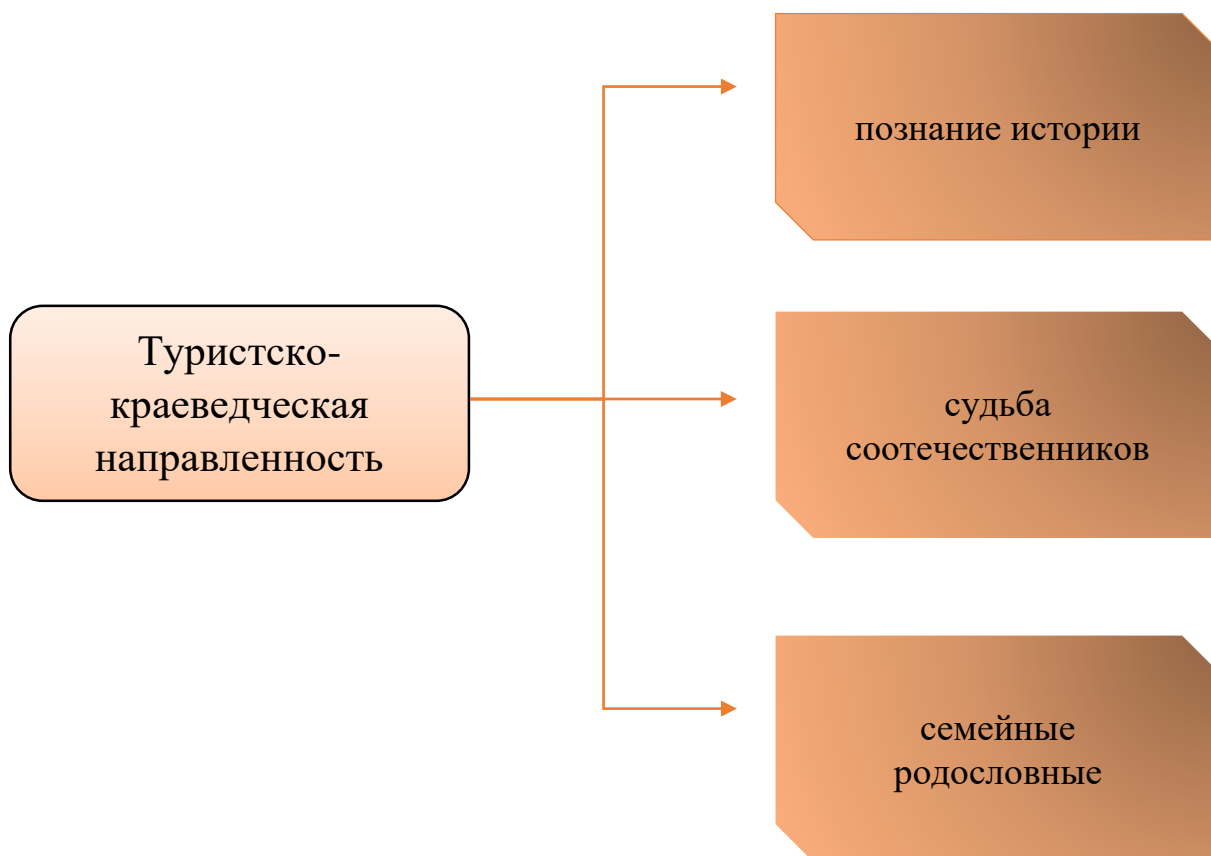 Туристско-
краеведческая
направленность
познание истории
судьба
соотечественников
семейные
родословные